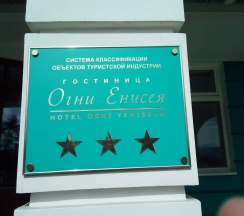 СИСТЕМА КЛАССИФИКАЦИИ
ОБЪЕКТОВ ТУРИСТСКОЙ ИНДУСТРИИ
ГОСТИНИЦА
Огни Енисея
HOTEL OGNI YENISEYA